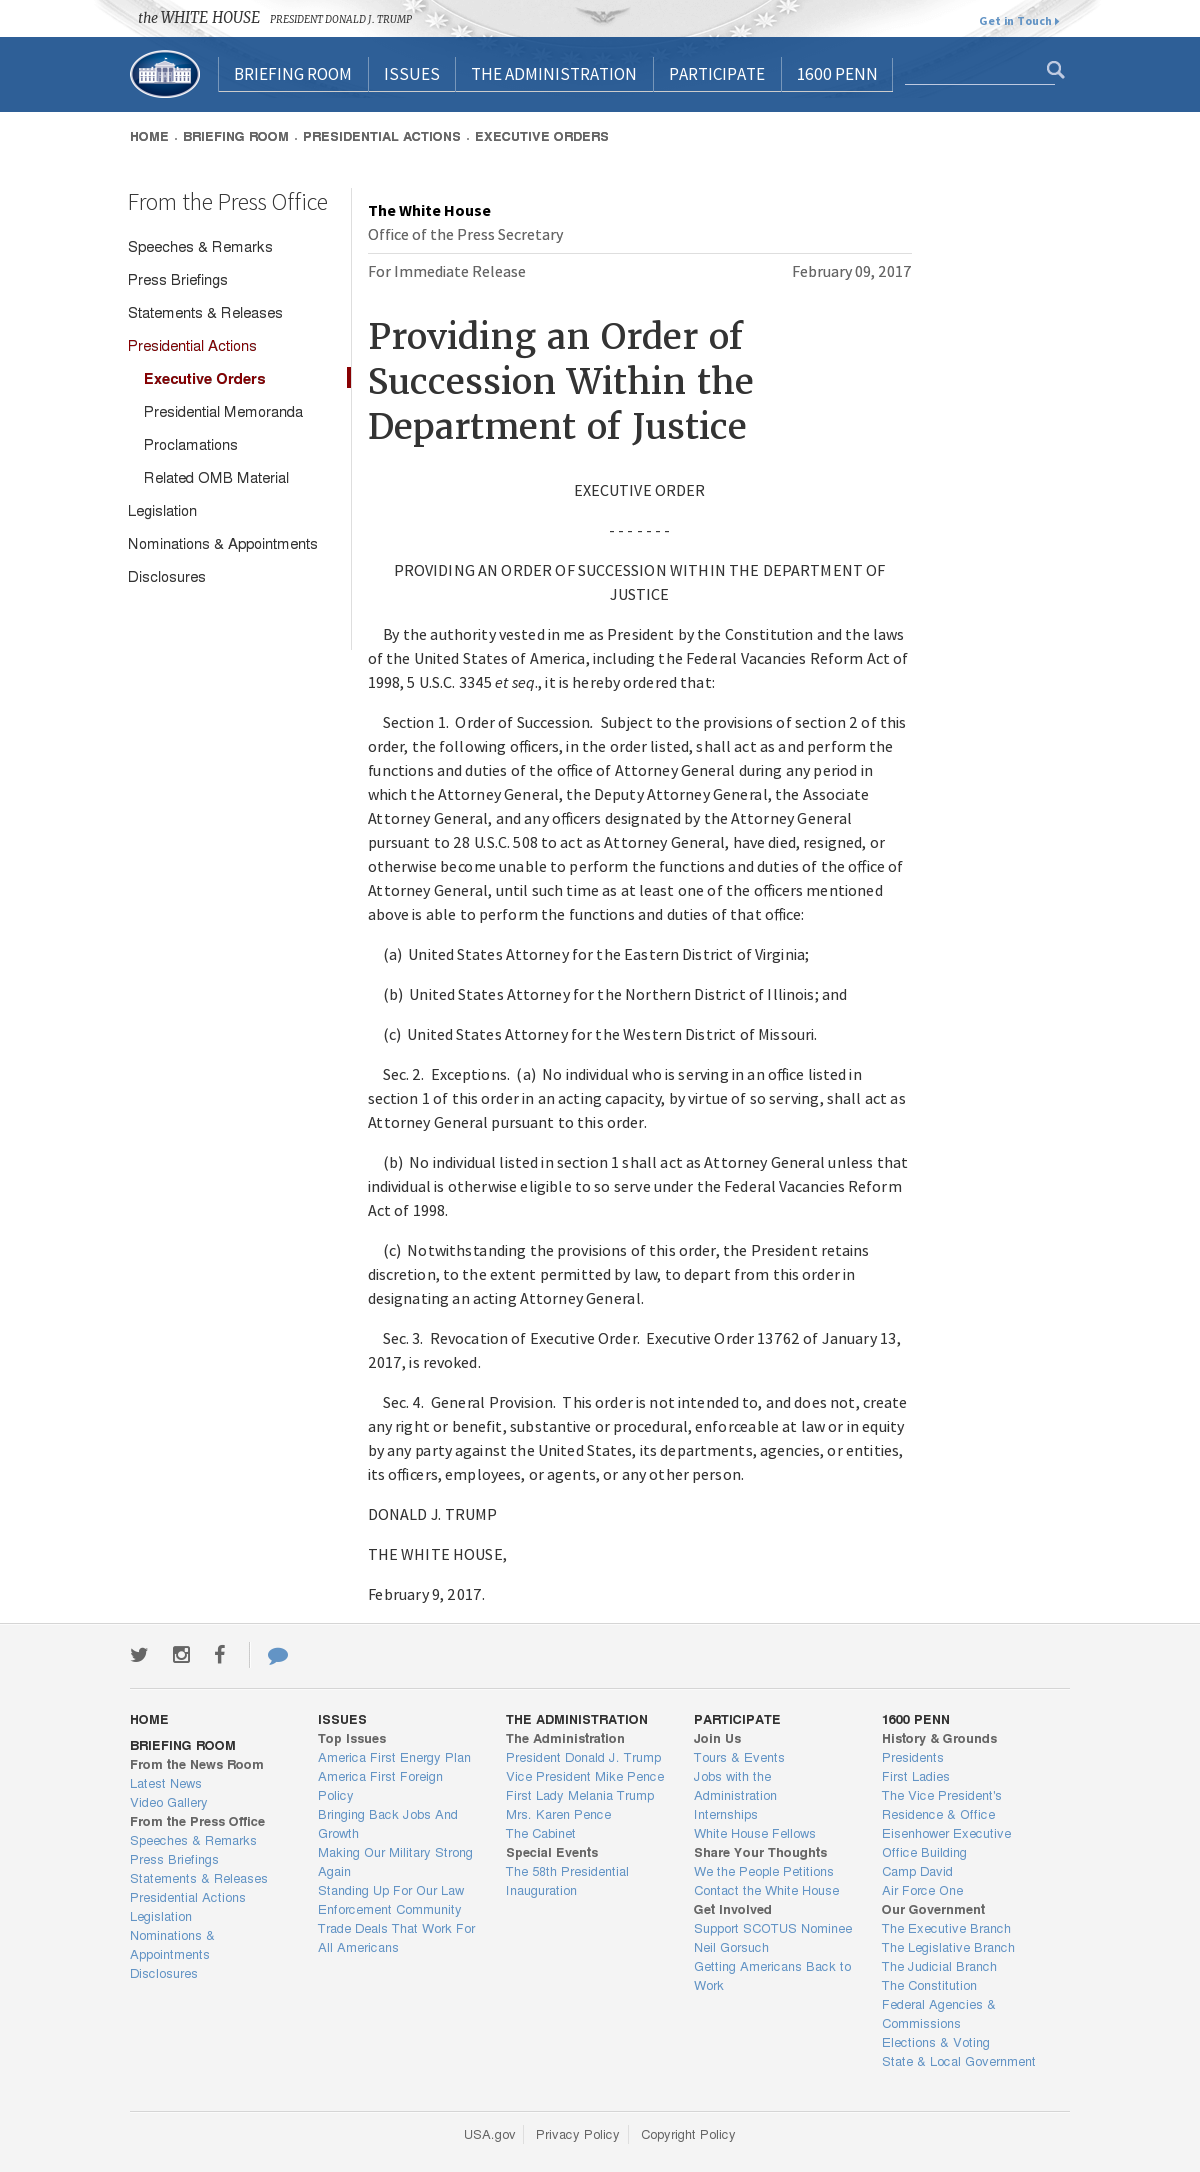 the WHITE HOUSE PRESIDENT DONALD J. TRUMP
Get in Touch
BRIEFING ROOM ISSUES THE ADMINISTRATION PARTICIPATE 1600 PENN
HOME . BRIEFING ROOM . PRESIDENTIAL ACTIONS . EXECUTIVE ORDERS
From the Press Office
Speeches & Remarks
Press Briefings
Statements & Releases
Presidential Actions
Executive Orders
Presidential Memoranda
Proclamations
Related OMB Material
Legislation
Nominations & Appointments
Disclosures
The White House
Office of the Press Secretary
For Immediate Release February 09, 2017
Providing an Order of
Succession Within the
Department of Justice
EXECUTIVE ORDER
- - - - - - -
PROVIDING AN ORDER OF SUCCESSION WITHIN THE DEPARTMENT OF
JUSTICE
By the authority vested in me as President by the Constitution and the laws
of the United States of America, including the Federal Vacancies Reform Act of
1998, 5 U.S.C. 3345 et seq., it is hereby ordered that:
Section 1. Order of Succession. Subject to the provisions of section 2 of this
order, the following officers, in the order listed, shall act as and perform the
functions and duties of the office of Attorney General during any period in
which the Attorney General, the Deputy Attorney General, the Associate
Attorney General, and any officers designated by the Attorney General
pursuant to 28 U.S.C. 508 to act as Attorney General, have died, resigned, or
otherwise become unable to perform the functions and duties of the office of
Attorney General, until such time as at least one of the officers mentioned
above is able to perform the functions and duties of that office:
(a) United States Attorney for the Eastern District of Virginia;
(b) United States Attorney for the Northern District of Illinois; and
(c) United States Attorney for the Western District of Missouri.
Sec. 2. Exceptions. (a) No individual who is serving in an office listed in
section 1 of this order in an acting capacity, by virtue of so serving, shall act as
Attorney General pursuant to this order.
(b) No individual listed in section 1 shall act as Attorney General unless that
individual is otherwise eligible to so serve under the Federal Vacancies Reform
Act of 1998.
(c) Notwithstanding the provisions of this order, the President retains
discretion, to the extent permitted by law, to depart from this order in
designating an acting Attorney General.
Sec. 3. Revocation of Executive Order. Executive Order 13762 of January 13,
2017, is revoked.
Sec. 4. General Provision. This order is not intended to, and does not, create
any right or benefit, substantive or procedural, enforceable at law or in equity
by any party against the United States, its departments, agencies, or entities,
its officers, employees, or agents, or any other person.
DONALD J. TRUMP
THE WHITE HOUSE,
February 9, 2017.
HOME
BRIEFING ROOM
From the News Room
Latest News
Video Gallery
From the Press Office
Speeches & Remarks
Press Briefings
Statements & Releases
Presidential Actions
Legislation
Nominations &
Appointments
Disclosures
ISSUES
Top Issues
America First Energy Plan
America First Foreign
Policy
Bringing Back Jobs And
Growth
Making Our Military Strong
Again
Standing Up For Our Law
Enforcement Community
Trade Deals That Work For
All Americans
THE ADMINISTRATION
The Administration
President Donald J. Trump
Vice President Mike Pence
First Lady Melania Trump
Mrs. Karen Pence
The Cabinet
Special Events
The 58th Presidential
Inauguration
PARTICIPATE
Join Us
Tours & Events
Jobs with the
Administration
Internships
White House Fellows
Share Your Thoughts
We the People Petitions
Contact the White House
Get Involved
Support SCOTUS Nominee
Neil Gorsuch
Getting Americans Back to
Work
1600 PENN
History & Grounds
Presidents
First Ladies
The Vice President's
Residence & Office
Eisenhower Executive
Office Building
Camp David
Air Force One
Our Government
The Executive Branch
The Legislative Branch
The Judicial Branch
The Constitution
Federal Agencies &
Commissions
Elections & Voting
State & Local Government
USA.gov Privacy Policy Copyright Policy